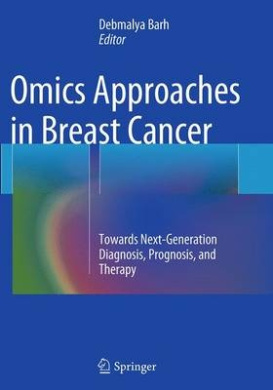 Debmalya Barh
Editor
Omics Approaches
in Breast Cancer
Towards Next-Generation
Diagnosis, Prognosis, and
Therapy
Springer